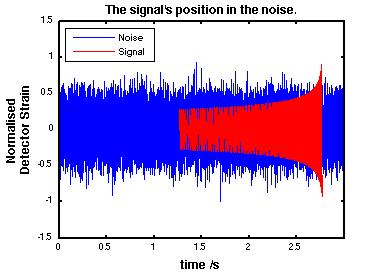 The signal's position in the noise.
Noise
Signal
Normalised
Detector Strain
1.5
1
0.5
0
-0.5
-1
-1.5
0
0.5
1
1.5
2
2.5
time /s